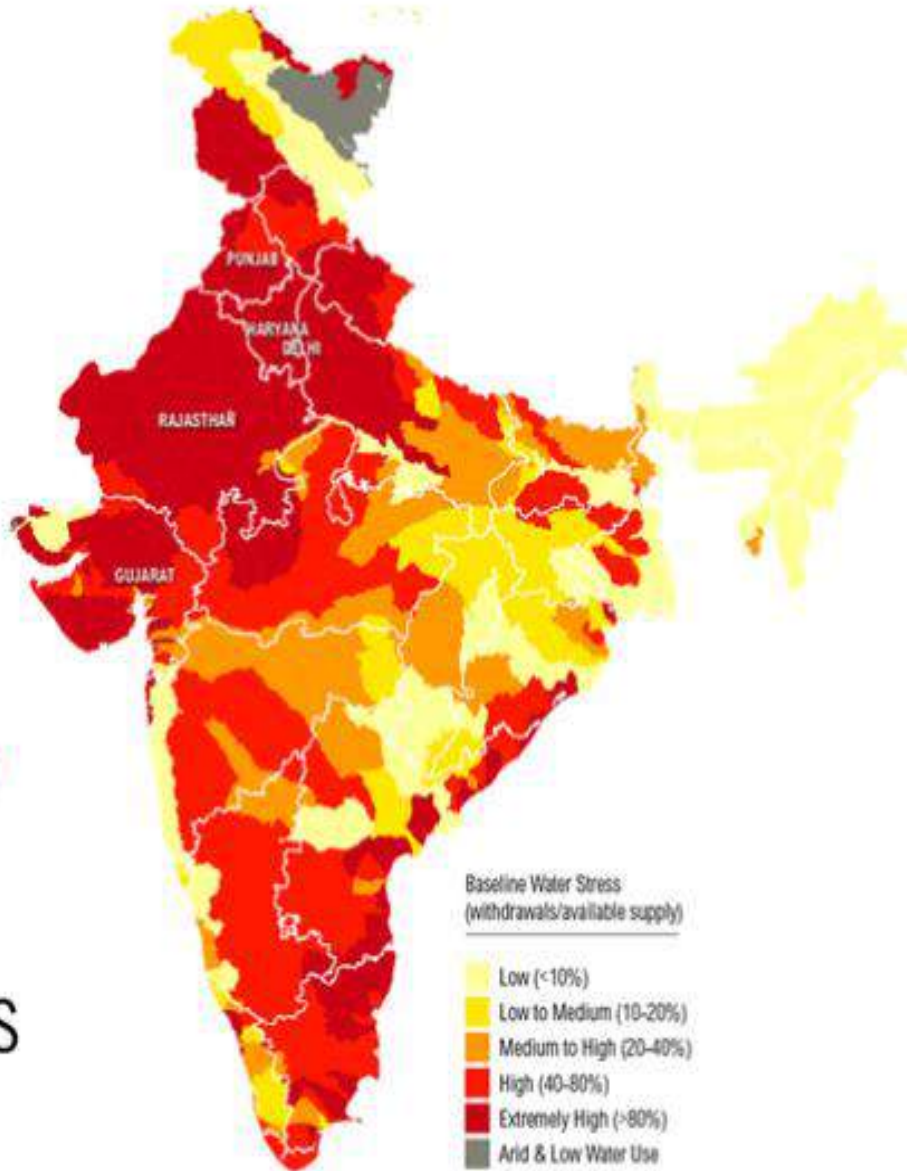 PUNJAB
HARYANA
DELHI
RAJASTHAN
GUJARAT
S
Baseline Water Stress
(withdrawals/available supply)
Low (<10%)
Low to Medium (10-20%)
Medium to High (20-40%)
High (40-80%)
Extremely High (>80%)
Arid & Low Water Use